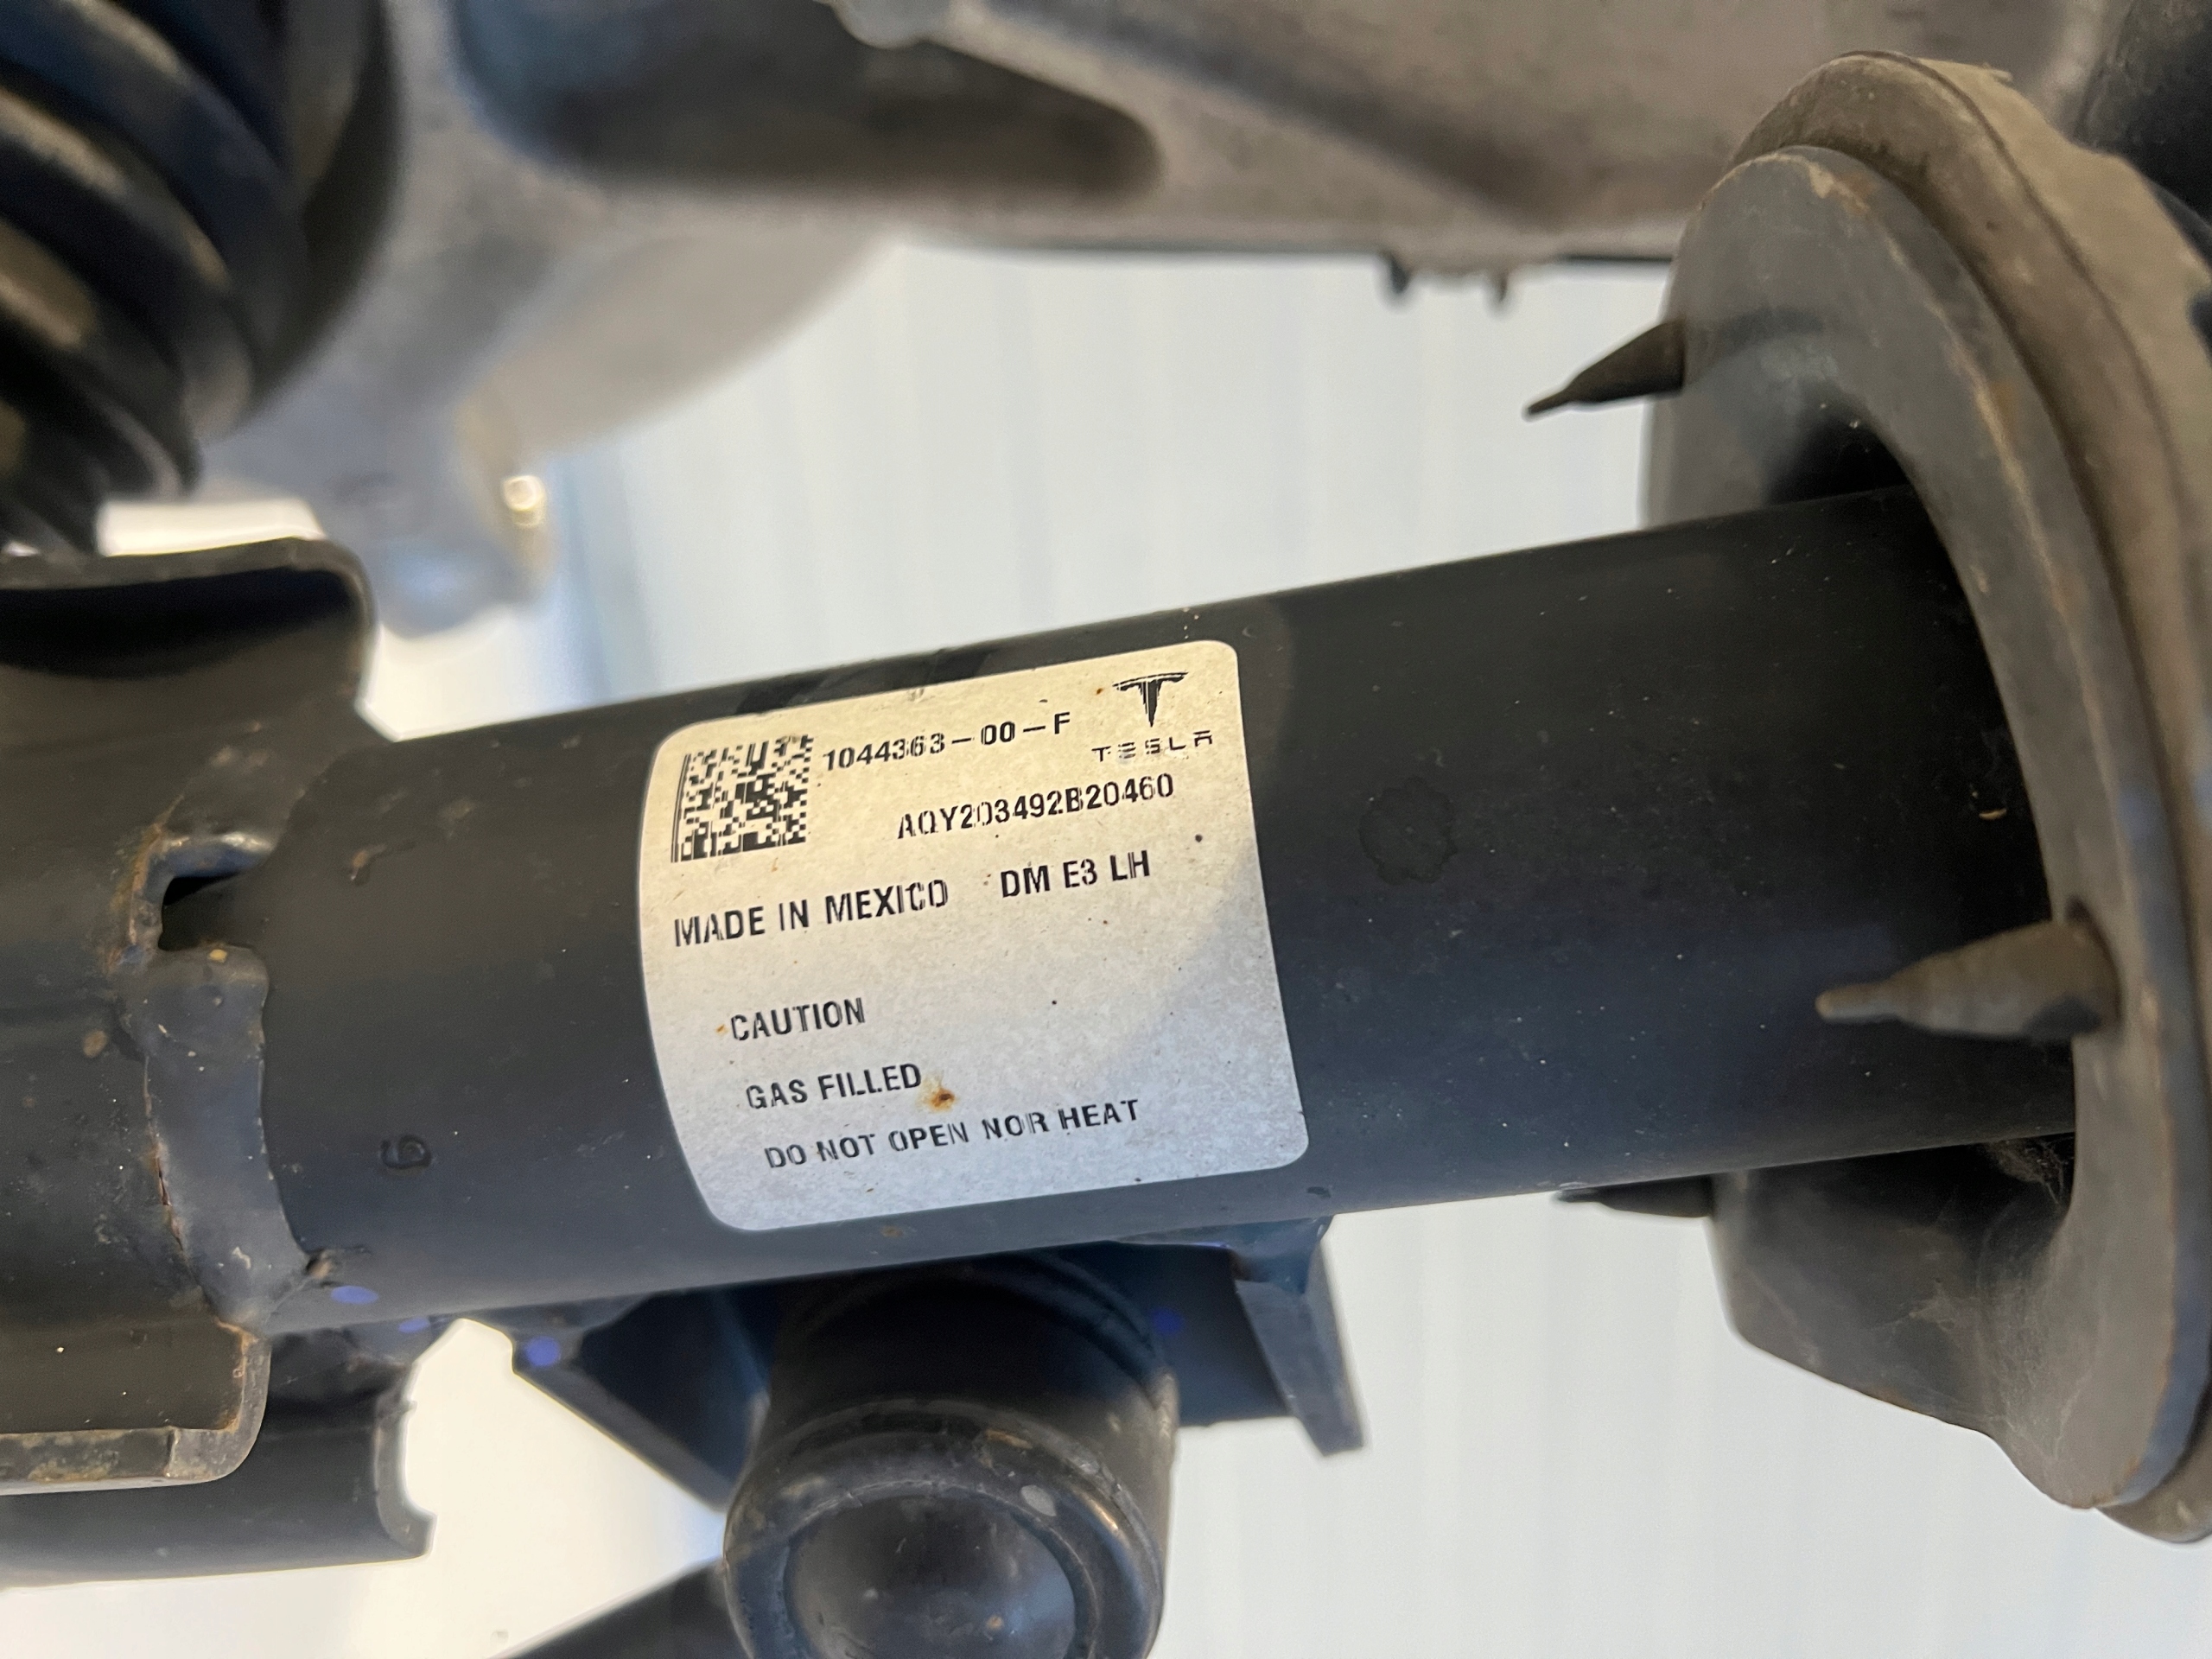 1044363-00-F
TESLA
AQY203492B20460
MADE IN MEXICO DM E3 LH
CAUTION
GAS FILLED
DO NOT OPEN NOR HEAT